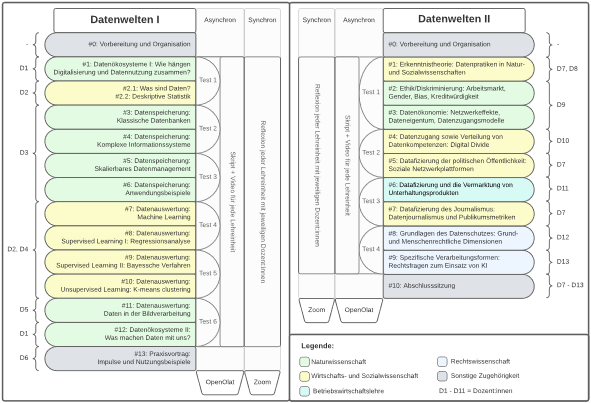 Datenwelten I
Asynchron
Synchron
-
#0: Vorbereitung und Organisation
D1
#1: Datenökosysteme I: Wie hängen
Digitalisierung und Datennutzung zusammen?
D2
#2.1: Was sind Daten?
#2.2: Deskriptive Statistik
D3
#3: Datenspeicherung:
Klassische Datenbanken
#4: Datenspeicherung:
Komplexe Informationssysteme
#5: Datenspeicherung:
Skalierbares Datenmanagement
#6: Datenspeicherung:
Anwendungsbeispiele
D2, D4
#7: Datenauswertung:
Machine Learning
#8: Datenauswertung:
Supervised Learning I: Regressionsanalyse
#9: Datenauswertung:
Supervised Learning II: Bayessche Verfahren
#10: Datenauswertung:
Unsupervised Learning: K-means clustering
D5
#11: Datenauswertung:
Daten in der Bildverarbeitung
D1
#12: Datenökosysteme II:
Was machen Daten mit uns?
D6
#13: Praxisvortrag:
Impulse und Nutzungsbeispiele
Test 1
Test 2
Test 3
Test 4
Test 5
Test 6
Skript + Video für jede Lehreinheit
Reflexion jeder Lehreinheit mit jeweiligen Dozent:innen
OpenOlat
Zoom
Synchron
Asynchron
Datenwelten II
#0: Vorbereitung und Organisation
-
#1: Erkenntnistheorie: Datenpraktiken in Natur-
und Sozialwissenschaften
D7, D8
#2: Ethik/Diskriminierung: Arbeitsmarkt,
Gender, Bias, Kreditwürdigkeit
D9
#3: Datenökonomie: Netzwerkeffekte,
Dateneigentum, Datenzugangsmodelle
#4: Datenzugang sowie Verteilung von
Datenkompetenzen: Digital Divide
D10
#5: Datafizierung der politischen Öffentlichkeit:
Soziale Netzwerkplattformen
D7
#6: Datafizierung und die Vermarktung von
Unterhaltungsprodukten
D11
#7: Datafizierung des Journalismus:
Datenjournalismus und Publikumsmetriken
D7
#8: Grundlagen des Datenschutzes: Grund-
und Menschenrechtliche Dimensionen
D12
#9: Spezifische Verarbeitungsformen:
Rechtsfragen zum Einsatz von KI
D13
#10: Abschlusssitzung
D7 - D13
Reflexion jeder Lehreinheit mit jeweiligen Dozent:innen
Skript + Video für jede Lehreinheit
Test 1
Test 2
Test 3
Test 4
Zoom
OpenOlat
Legende:
Naturwissenschaft
Rechtswissenschaft
Wirtschafts- und Sozialwissenschaft
Sonstige Zugehörigkeit
Betriebswirtschaftslehre
D1 - D11 = Dozent:innen